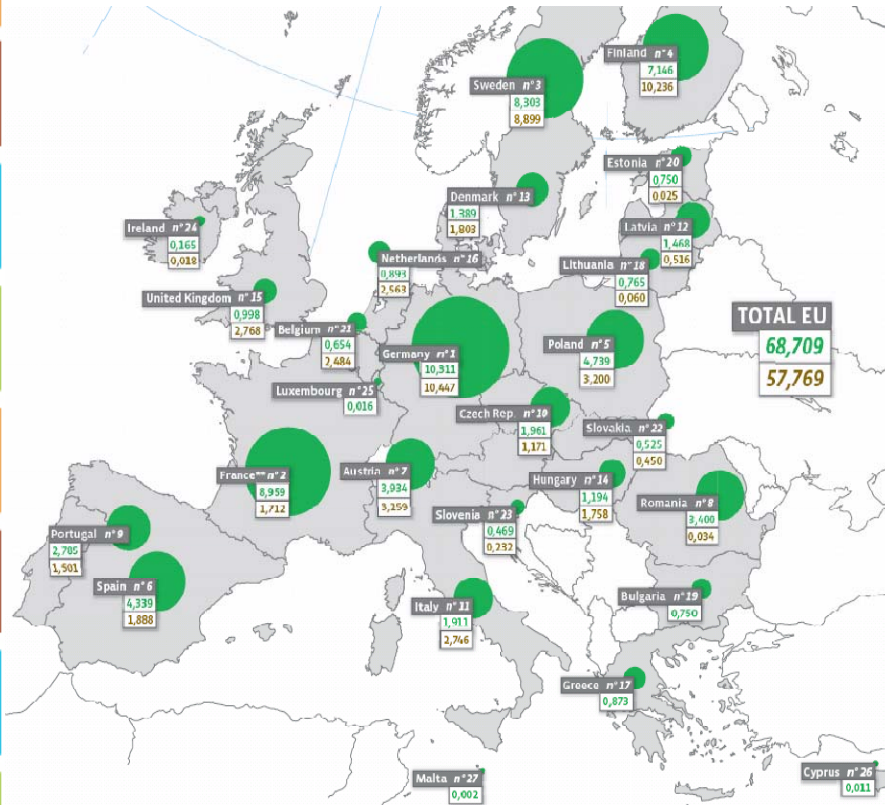 Finland n°4
7,146
10,236
Sweden n°3
8,303
8,899
Estonia n°20
0,750
0,025
Denmark n°13
1,389
1,803
Latvia n°12
1,468
0,516
Ireland n°24
0,165
0,018
Netherlands n°16
0,893
2,563
Lithuania n°18
0,765
0,060
United Kingdom n°15
0,998
2,768
Belgium n°21
0,654
2,484
Germany n°1
10,311
10,447
Poland n°5
4,739
3,200
TOTAL EU
68,709
57,769
Luxembourg n°25
0,016
Czech Rep. n°10
1,961
1,171
Slovakia n°22
0,525
0,450
France** n°2
8,959
1,712
Austria n°7
3,934
3,259
Hungary n°14
1,194
1,758
Romania n°8
3,400
0,034
Slovenia n°23
0,469
0,232
Portugal n°9
2,785
1,501
Spain n°6
4,339
1,888
Italy n°11
1,911
2,746
Bulgaria n°19
0,750
Greece n°17
0,873
Malta n°27
0,002
Cyprus n°26
0,011